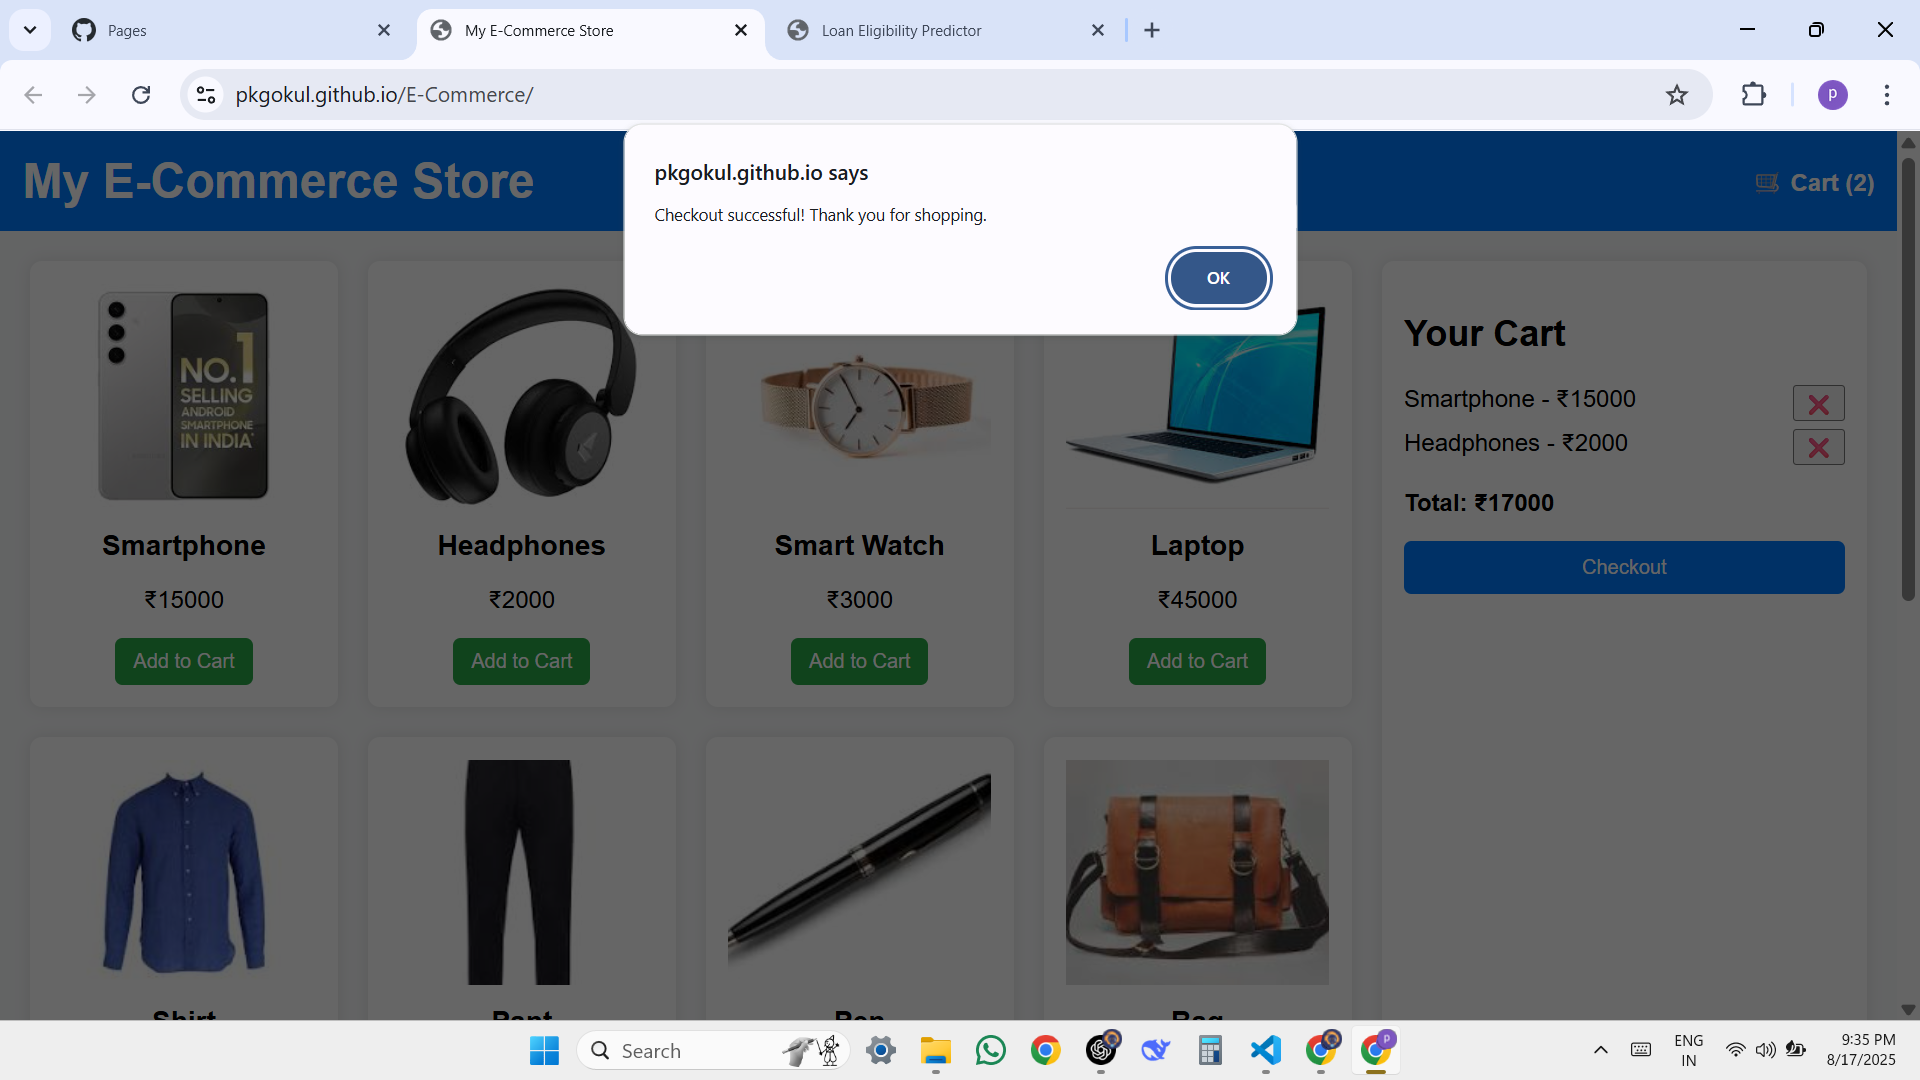 Pages
My E-Commerce Store
Loan Eligibility Predictor
pkgokul.github.io/E-Commerce/
P
My E-Commerce Store
Cart (2)
pkgokul.github.io says
Checkout successful! Thank you for shopping.
OK
NO.1
SELLING
ANDROID
SMARTPHONE
IN INDIA*
Smartphone
₹15000
Add to Cart
Headphones
₹2000
Add to Cart
Smart Watch
₹3000
Add to Cart
Laptop
₹45000
Add to Cart
Your Cart
Smartphone - ₹15000
Headphones - ₹2000
Total: ₹17000
Checkout
Shirt
Pant
Pen
Bag
Search
P
ENG
IN
9:35 PM
8/17/2025